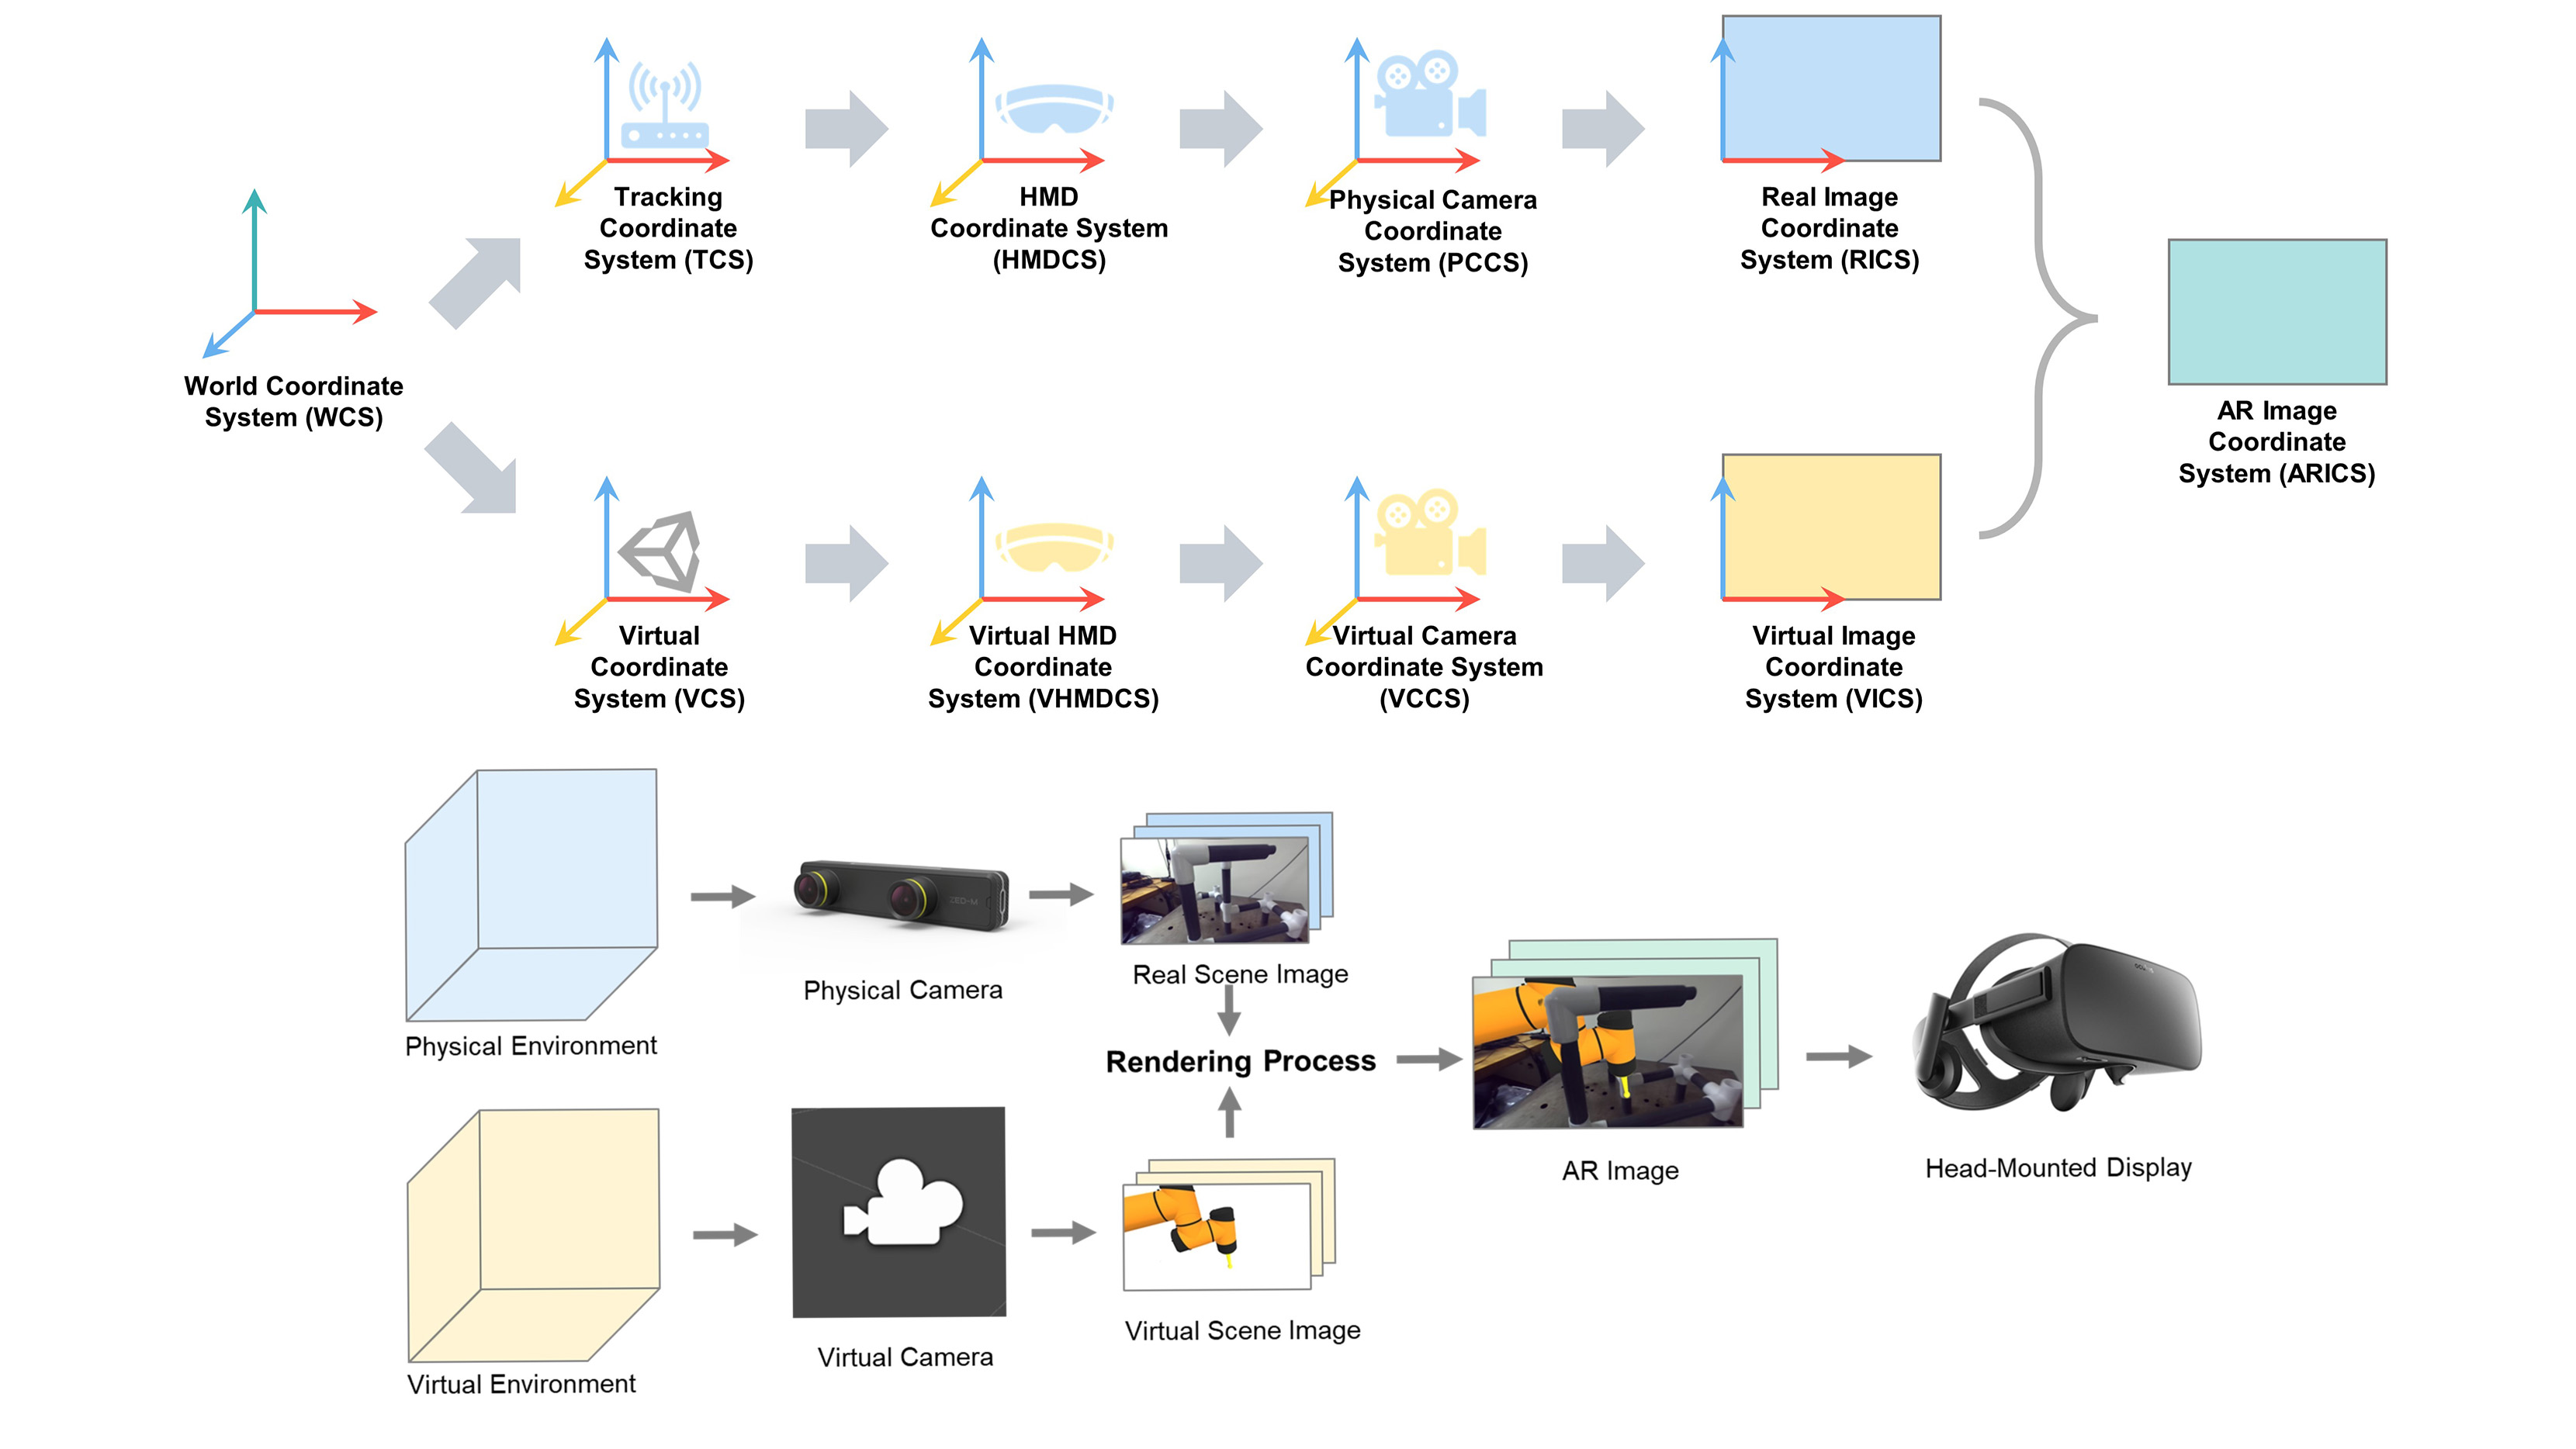 Tracking
Coordinate
System (TCS)
HMD
Coordinate System
(HMDCS)
Physical Camera
Coordinate
System (PCCS)
Real Image
Coordinate
System (RICS)
World Coordinate
System (WCS)
AR Image
Coordinate
System (ARICS)
Virtual
Coordinate
System (VCS)
Virtual HMD
Coordinate
System (VHMDCS)
Virtual Camera
Coordinate System
(VCCS)
Virtual Image
Coordinate
System (VICS)
ZED-M
Physical Camera
Real Scene Image
Physical Environment
Rendering Process
AR Image
Head-Mounted Display
Virtual Scene Image
Virtual Camera
Virtual Environment